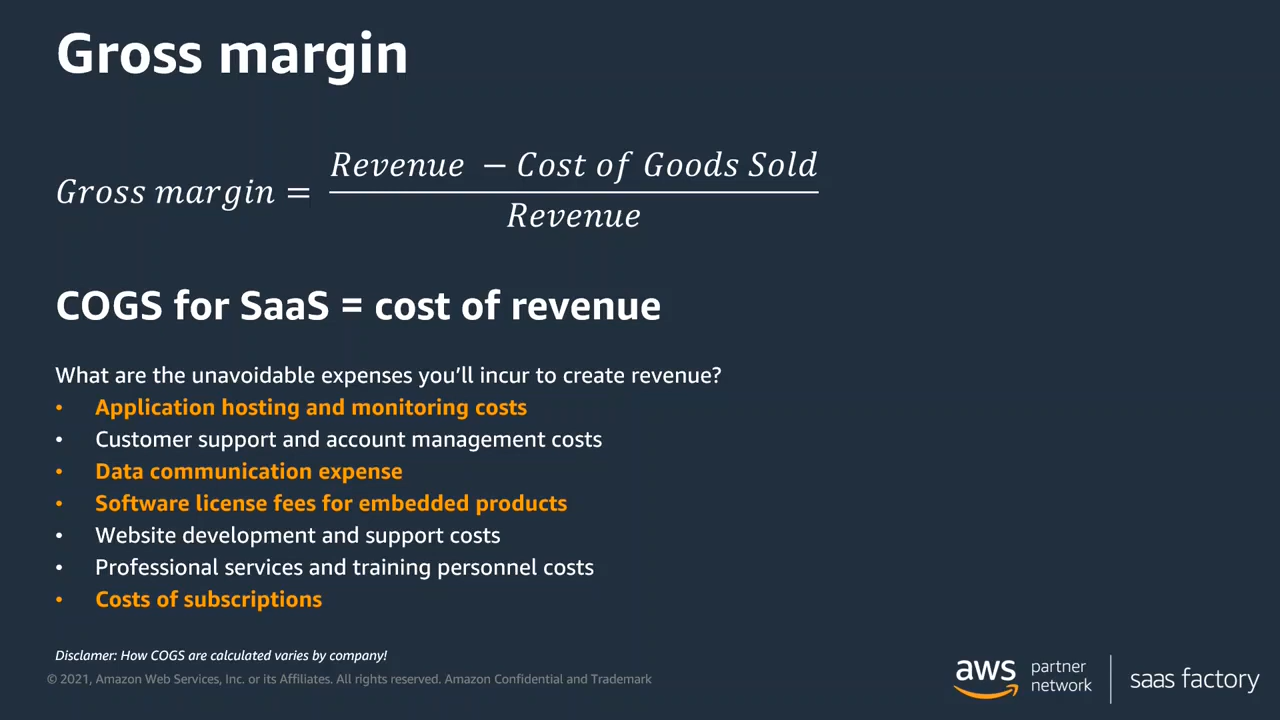 Gross margin
Gross margin = Revenue − Cost of Goods Sold
Revenue
COGS for SaaS = cost of revenue
What are the unavoidable expenses you'll incur to create revenue?
• Application hosting and monitoring costs
• Customer support and account management costs
• Data communication expense
• Software license fees for embedded products
• Website development and support costs
• Professional services and training personnel costs
• Costs of subscriptions
Disclamer: How COGS are calculated varies by company!
© 2021, Amazon Web Services, Inc. or its Affiliates. All rights reserved. Amazon Confidential and Trademark
aws partner network | saas factory